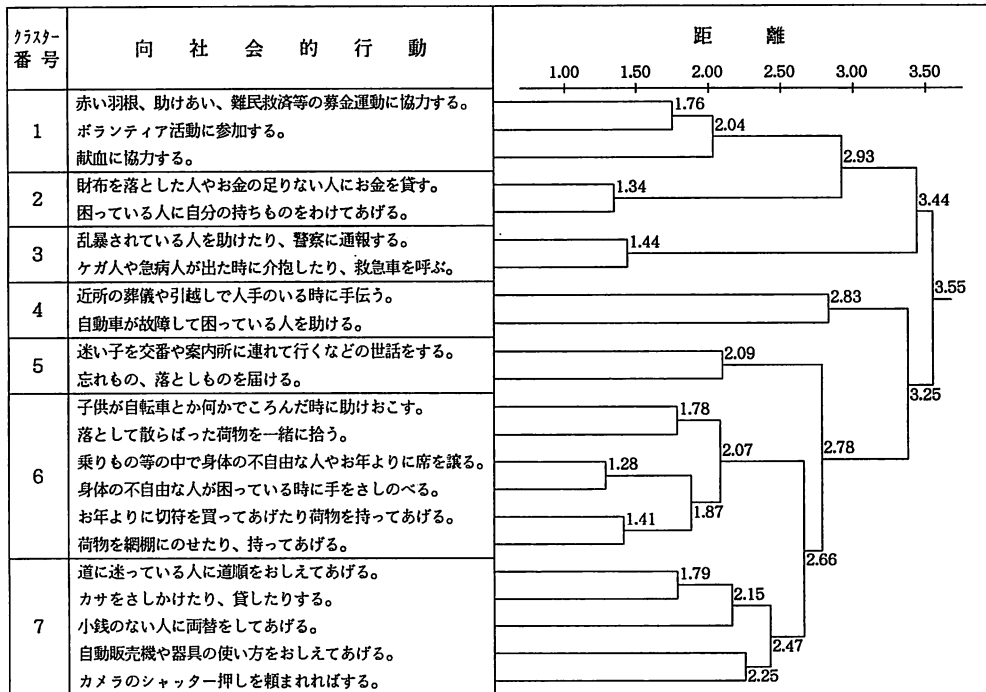 クラスター
番号
向社会的行動
距離
1.00 1.50 2.00 2.50 3.00 3.50
1
赤い羽根、助けあい、難民救済等の募金運動に協力する。
ボランティア活動に参加する。
献血に協力する。
2
財布を落とした人やお金の足りない人にお金を貸す。
困っている人に自分の持ちものをわけてあげる。
3
乱暴されている人を助けたり、警察に通報する。
ケガ人や急病人が出た時に介抱したり、救急車を呼ぶ。
4
近所の葬儀や引越しで人手のいる時に手伝う。
自動車が故障して困っている人を助ける。
5
迷い子を交番や案内所に連れて行くなどの世話をする。
忘れもの、落としものを届ける。
6
子供が自転車とか何かでころんだ時に助けおこす。
落として散らばった荷物を一緒に拾う。
乗りもの等の中で身体の不自由な人やお年よりに席を譲る。
身体の不自由な人が困っている時に手をさしのべる。
お年よりに切符を買ってあげたり荷物を持ってあげる。
荷物を網棚にのせたり、持ってあげる。
7
道に迷っている人に道順をおしえてあげる。
カサをさしかけたり、貸したりする。
小銭のない人に両替をしてあげる。
自動販売機や器具の使い方をおしえてあげる。
カメラのシャッター押しを頼まれればする。
1.76
2.04
2.93
1.34
3.44
1.44
3.55
2.83
2.09
3.25
1.78
2.07
2.78
1.28
1.87
1.41
2.66
1.79
2.15
2.47
2.25